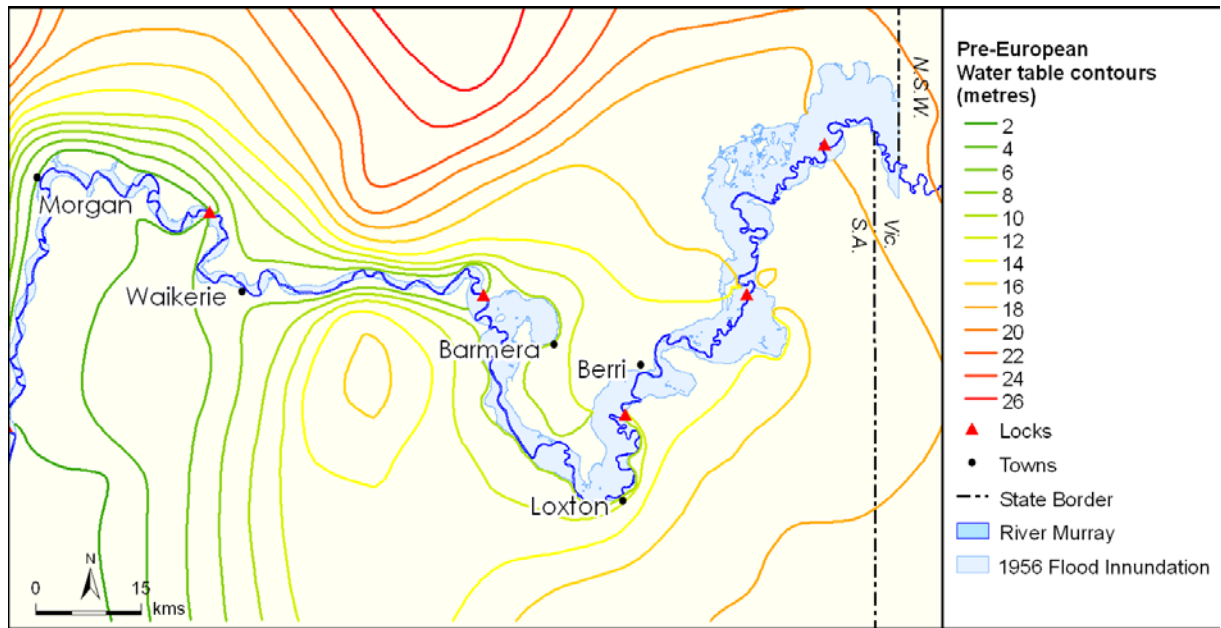 N.S.W.
Morgan
Vic.
S.A.
Waikerie
Barmera
Berri
Loxton
N
0 15
kms
Pre-European
Water table contours
(metres)
2
4
6
8
10
12
14
16
18
20
22
24
26
Locks
Towns
State Border
River Murray
1956 Flood Innundation